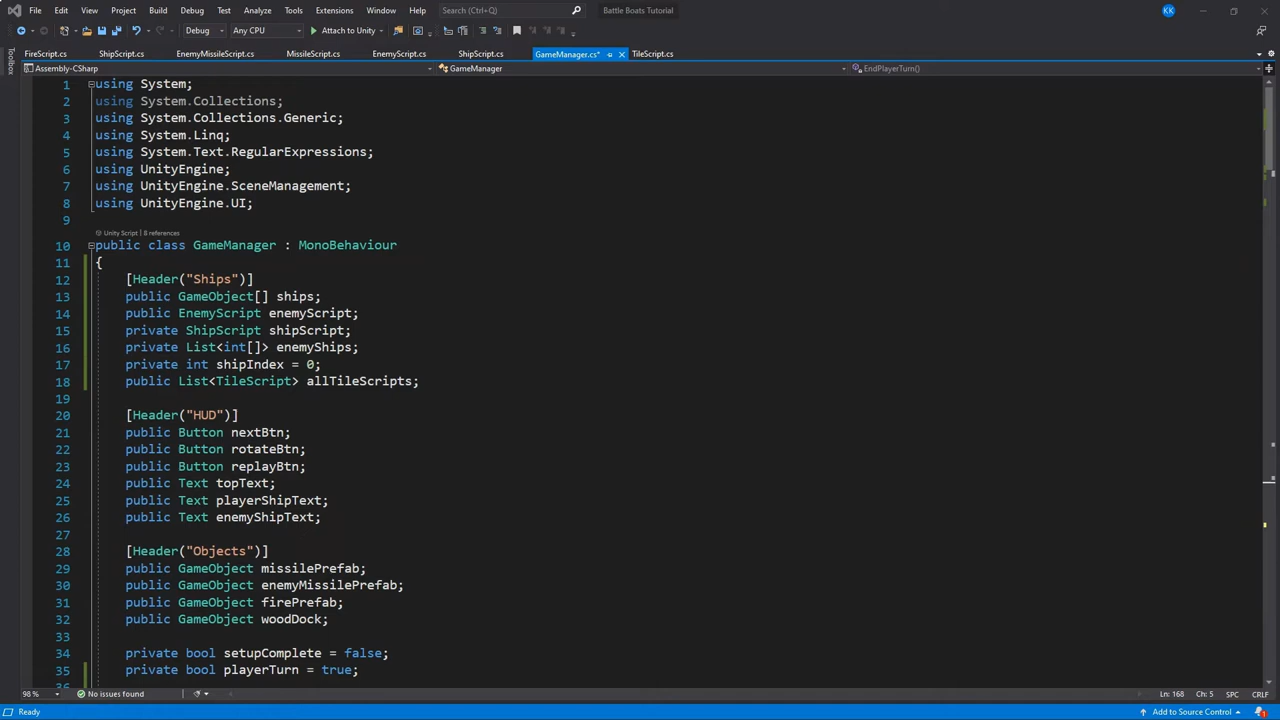 File Edit View Project Build Debug Test Analyze Tools Extensions Window Help Search (Ctrl+Q) Battle Boats Tutorial KK
Debug Any CPU Attach to Unity
FireScript.cs ShipScript.cs EnemyMissileScript.cs MissileScript.cs EnemyScript.cs ShipScript.cs GameManager.cs* TileScript.cs
Toolbox
Assembly-CSharp GameManager EndPlayerTurn()
1 using System;
2 using System.Collections;
3 using System.Collections.Generic;
4 using System.Linq;
5 using System.Text.RegularExpressions;
6 using UnityEngine;
7 using UnityEngine.SceneManagement;
8 using UnityEngine.UI;
9
Unity Script | 8 references
10 public class GameManager : MonoBehaviour
11 {
12 [Header("Ships")]
13 public GameObject[] ships;
14 public EnemyScript enemyScript;
15 private ShipScript shipScript;
16 private List<int[]> enemyShips;
17 private int shipIndex = 0;
18 public List<TileScript> allTileScripts;
19
20 [Header("HUD")]
21 public Button nextBtn;
22 public Button rotateBtn;
23 public Button replayBtn;
24 public Text topText;
25 public Text playerShipText;
26 public Text enemyShipText;
27
28 [Header("Objects")]
29 public GameObject missilePrefab;
30 public GameObject enemyMissilePrefab;
31 public GameObject firePrefab;
32 public GameObject woodDock;
33
34 private bool setupComplete = false;
35 private bool playerTurn = true;
36
98 % No issues found Ln: 168 Ch: 5 SPC CRLF
Ready Add to Source Control 1